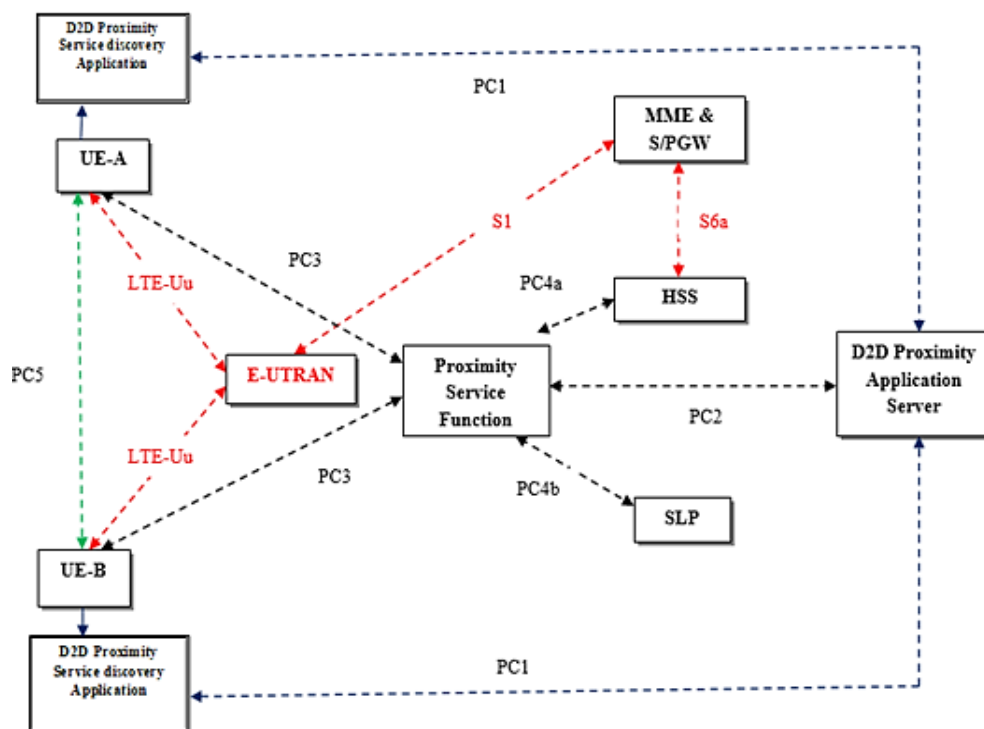 D2D Proximity
Service discovery
Application
PC1
MME &
S/PGW
UE-A
S1
S6a
PC3
LTE-Uu
PC4a
HSS
E-UTRAN
Proximity
Service
Function
D2D Proximity
Application
Server
PC5
PC2
LTE-Uu
PC3
PC4b
SLP
UE-B
D2D Proximity
Service discovery
Application
PC1